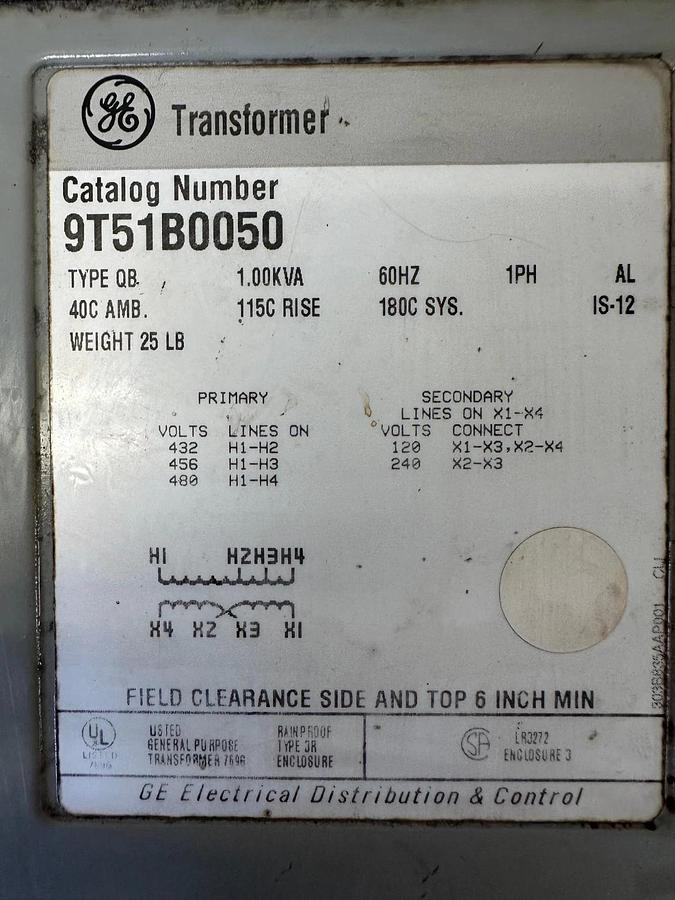 GE Transformer
Catalog Number
9T51B0050
TYPE QB 1.00KVA 60HZ 1PH AL
40C AMB. 115C RISE 180C SYS. IS-12
WEIGHT 25 LB
PRIMARY
VOLTS LINES ON
432 H1-H2
456 H1-H3
480 H1-H4
SECONDARY
LINES ON X1-X4
VOLTS CONNECT
120 X1-X3,X2-X4
240 X2-X3
H1 H2H3H4
X4 X2 X3 X1
FIELD CLEARANCE SIDE AND TOP 6 INCH MIN
UL
LISTED
LISTED
GENERAL PURPOSE
TRANSFORMER
RAINPROOF
TYPE 3R
ENCLOSURE
SA
LR3272
ENCLOSURE 3
GE Electrical Distribution & Control